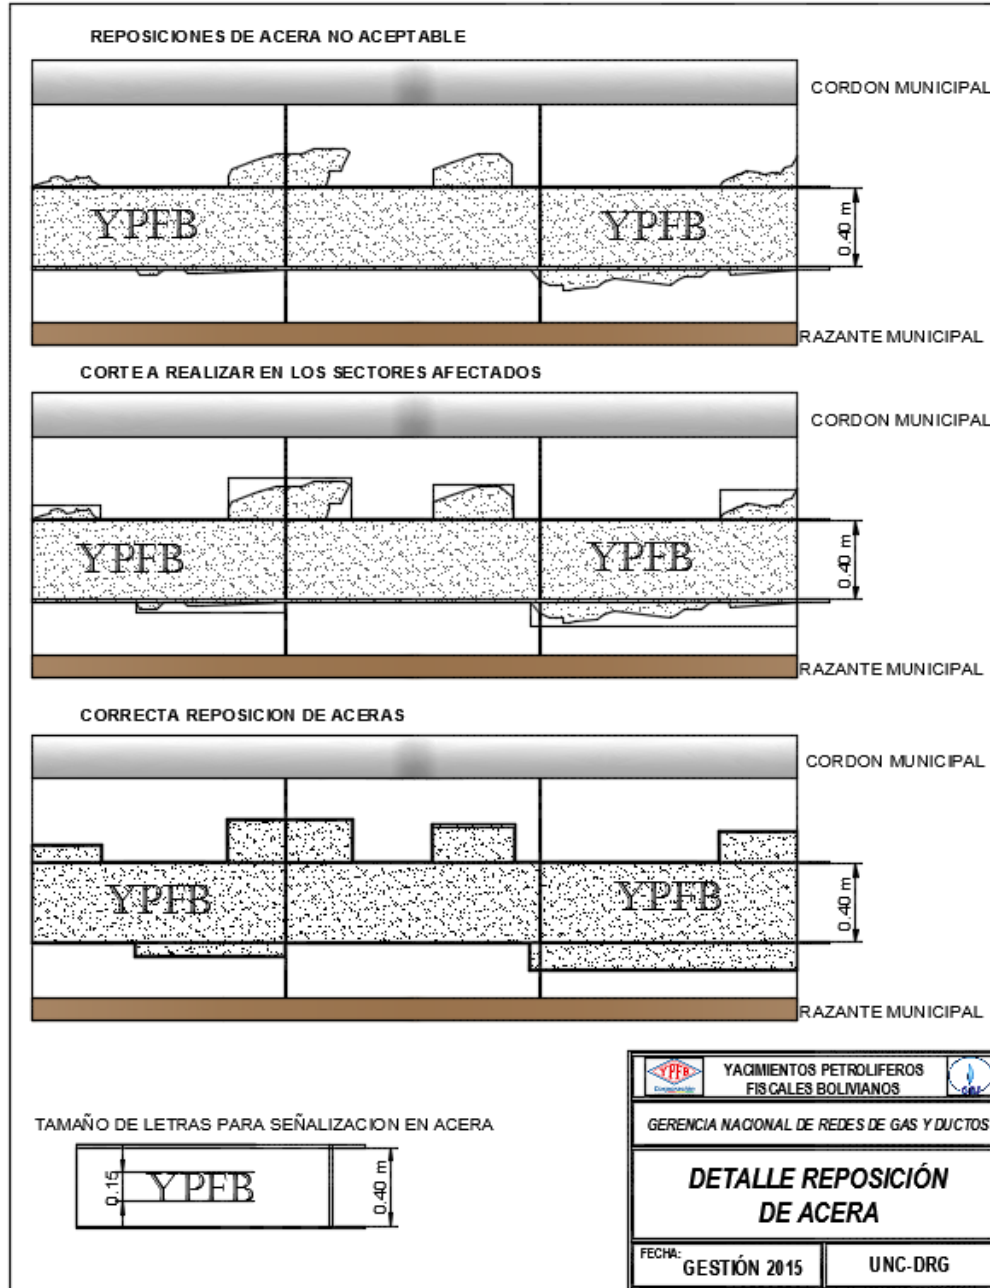 REPOSICIONES DE ACERA NO ACEPTABLE
CORDON MUNICIPAL
YPFB
YPFB
0.40 m
RAZANTE MUNICIPAL
CORTE A REALIZAR EN LOS SECTORES AFECTADOS
CORDON MUNICIPAL
YPFB
YPFB
0.40 m
RAZANTE MUNICIPAL
CORRECTA REPOSICION DE ACERAS
CORDON MUNICIPAL
YPFB
YPFB
0.40 m
RAZANTE MUNICIPAL
TAMAÑO DE LETRAS PARA SEÑALIZACION EN ACERA
0.15
YPFB
0.40 m
YPFB
YACIMIENTOS PETROLIFEROS
FISCALES BOLIVIANOS
GERENCIA NACIONAL DE REDES DE GAS Y DUCTOS
DETALLE REPOSICIÓN
DE ACERA
FECHA:
GESTIÓN 2015
UNC-DRG